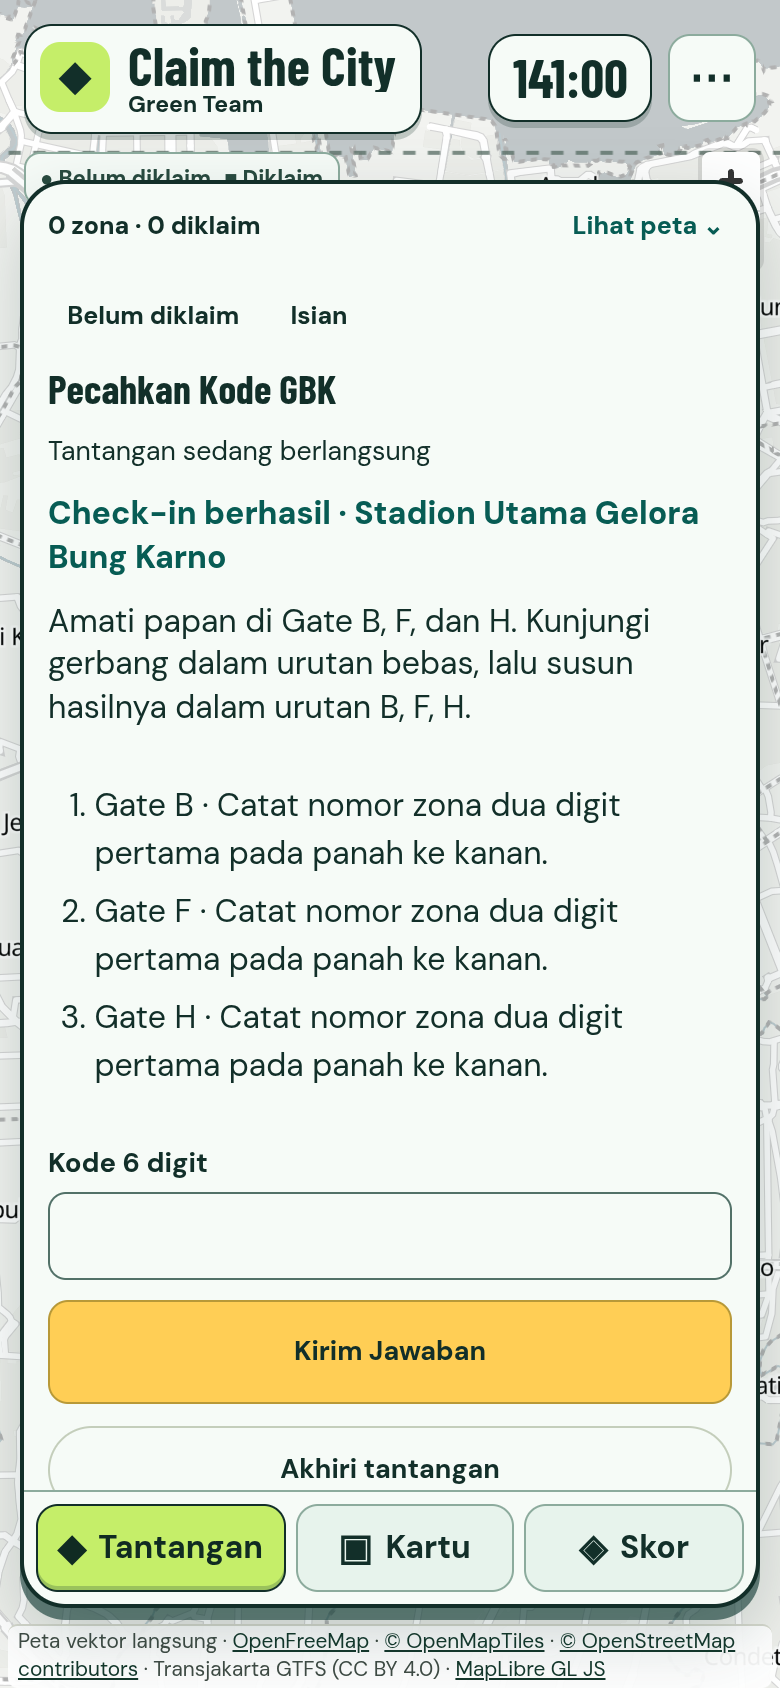 Claim the City
Green Team
141:00
Belum diklaim Diklaim
0 zona · 0 diklaim
Lihat peta
Belum diklaim Isian
Pecahkan Kode GBK
Tantangan sedang berlangsung
Check-in berhasil · Stadion Utama Gelora
Bung Karno
Amati papan di Gate B, F, dan H. Kunjungi
gerbang dalam urutan bebas, lalu susun
hasilnya dalam urutan B, F, H.
1. Gate B · Catat nomor zona dua digit
pertama pada panah ke kanan.
2. Gate F · Catat nomor zona dua digit
pertama pada panah ke kanan.
3. Gate H · Catat nomor zona dua digit
pertama pada panah ke kanan.
Kode 6 digit
Kirim Jawaban
Akhiri tantangan
Tantangan
Kartu
Skor
Peta vektor langsung · OpenFreeMap · © OpenMapTiles · © OpenStreetMap
contributors · Transjakarta GTFS (CC BY 4.0) · MapLibre GL JS